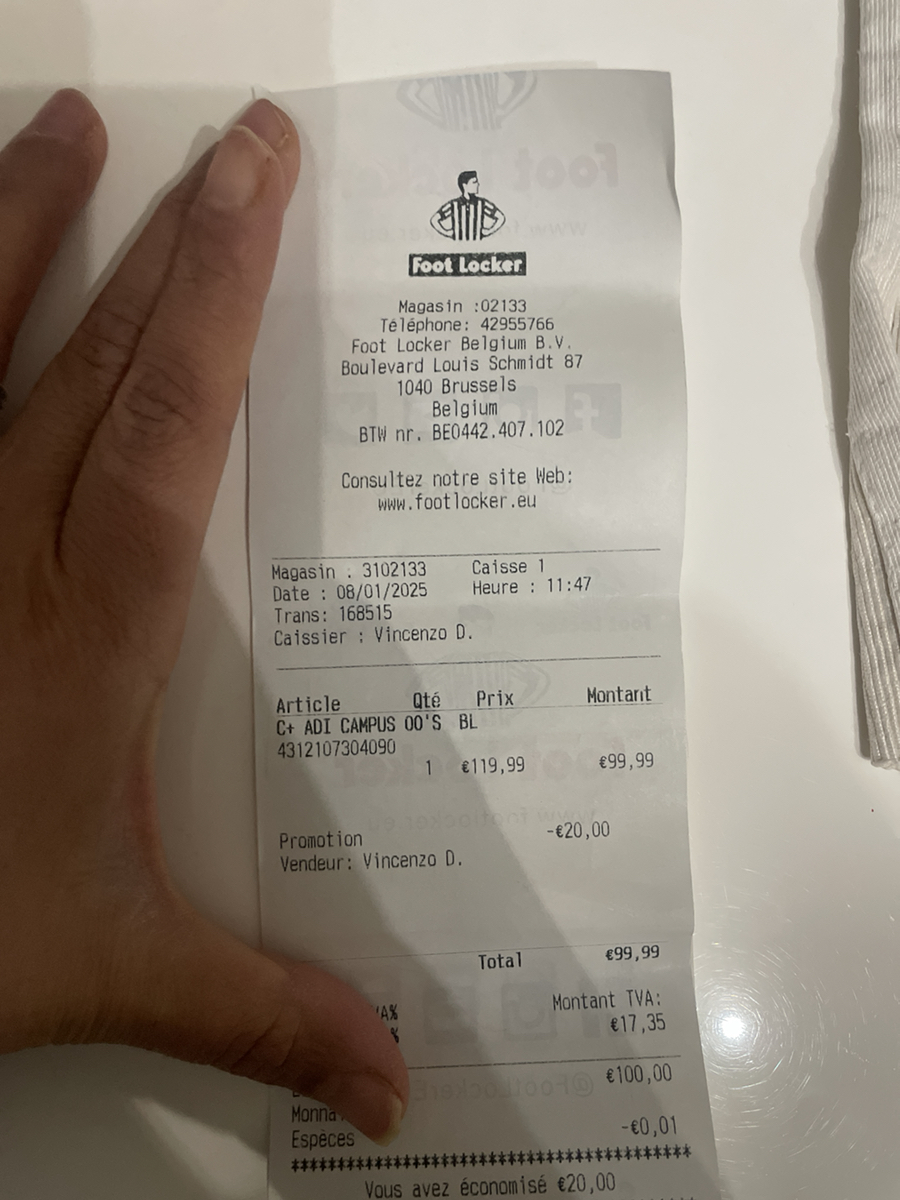 Foot Locker
Magasin :02133
Téléphone: 42955766
Foot Locker Belgium B.V.
Boulevard Louis Schmidt 87
1040 Brussels
Belgium
BTW nr. BE0442.407.102
Consultez notre site Web:
www.footlocker.eu
Magasin : 3102133 Caisse 1
Date : 08/01/2025 Heure : 11:47
Trans: 168515
Caissier : Vincenzo D.
Article Qté Prix Montant
C+ ADI CAMPUS 00'S BL
4312107304090
1 €119,99 €99,99
Promotion -€20,00
Vendeur: Vincenzo D.
Total €99,99
Montant TVA:
€17,35
€100,00
Espèces -€0,01
************************************************
Vous avez économisé €20,00